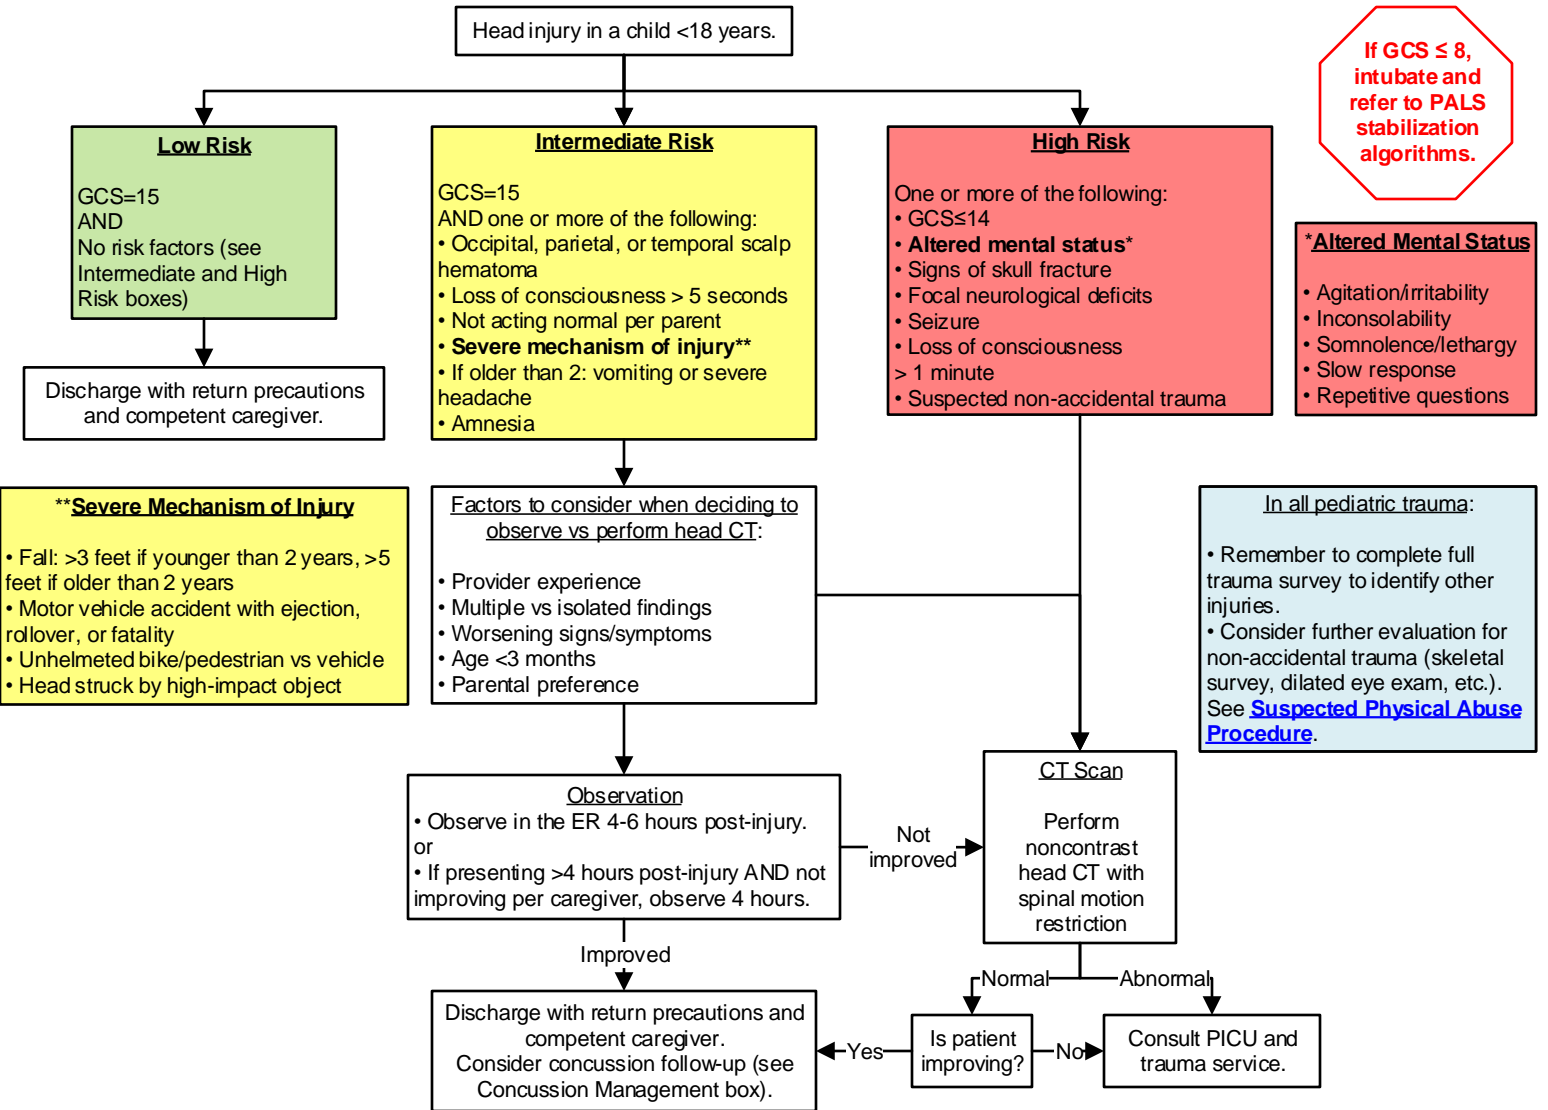 Head injury in a child <18 years.
If GCS ≤ 8,
intubate and
refer to PALS
stabilization
algorithms.
Low Risk
GCS=15
AND
No risk factors (see
Intermediate and High
Risk boxes)
Intermediate Risk
GCS=15
AND one or more of the following:
• Occipital, parietal, or temporal scalp
hematoma
• Loss of consciousness > 5 seconds
• Not acting normal per parent
• Severe mechanism of injury**
• If older than 2: vomiting or severe
headache
• Amnesia
High Risk
One or more of the following:
• GCS≤14
• Altered mental status*
• Signs of skull fracture
• Focal neurological deficits
• Seizure
• Loss of consciousness
> 1 minute
• Suspected non-accidental trauma
*Altered Mental Status
• Agitation/irritability
• Inconsolability
• Somnolence/lethargy
• Slow response
• Repetitive questions
Discharge with return precautions
and competent caregiver.
**Severe Mechanism of Injury
• Fall: >3 feet if younger than 2 years, >5
feet if older than 2 years
• Motor vehicle accident with ejection,
rollover, or fatality
• Unhelmeted bike/pedestrian vs vehicle
• Head struck by high-impact object
Factors to consider when deciding to
observe vs perform head CT:
• Provider experience
• Multiple vs isolated findings
• Worsening signs/symptoms
• Age <3 months
• Parental preference
In all pediatric trauma:
• Remember to complete full
trauma survey to identify other
injuries.
• Consider further evaluation for
non-accidental trauma (skeletal
survey, dilated eye exam, etc.).
See Suspected Physical Abuse
Procedure.
Observation
• Observe in the ER 4-6 hours post-injury.
or
• If presenting >4 hours post-injury AND not
improving per caregiver, observe 4 hours.
Not
improved
CT Scan
Perform
noncontrast
head CT with
spinal motion
restriction
Improved
Normal
Abnormal
Discharge with return precautions and
competent caregiver.
Consider concussion follow-up (see
Concussion Management box).
Yes
Is patient
improving?
No
Consult PICU and
trauma service.